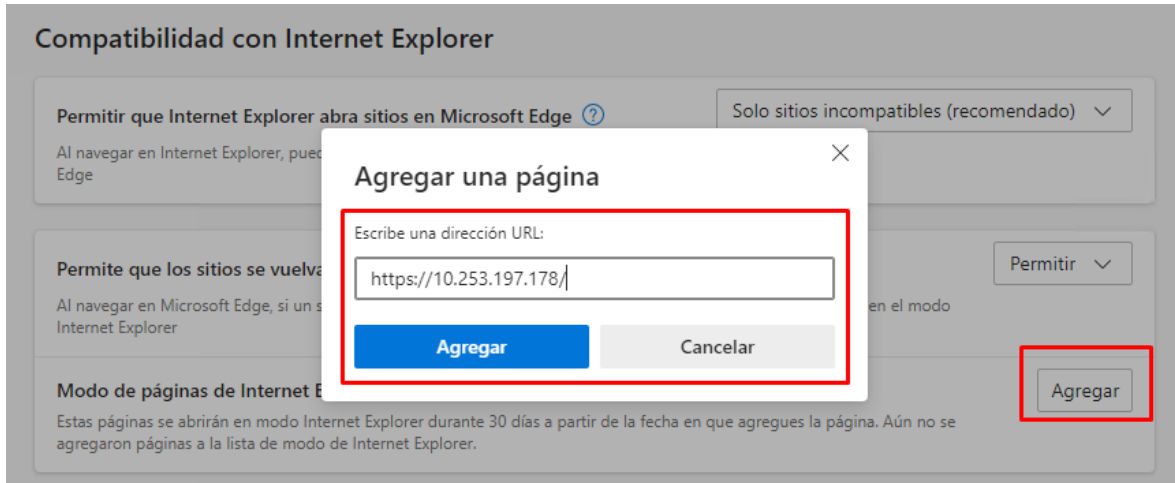 Compatibilidad con Internet Explorer
Permitir que Internet Explorer abra sitios en Microsoft Edge
Solo sitios incompatibles (recomendado)
Al navegar en Internet Explorer,
Edge
Agregar una página
Escribe una dirección URL:
https://10.253.197.178/
Agregar
Cancelar
Permite que los sitios se
Permitir
Al navegar en Microsoft Edge, si un
en el modo
Internet Explorer
Modo de páginas de Internet
Agregar
Estas páginas se abrirán en modo Internet Explorer durante 30 días a partir de la fecha en que agregues la página. Aún no se
agregaron páginas a la lista de modo de Internet Explorer.